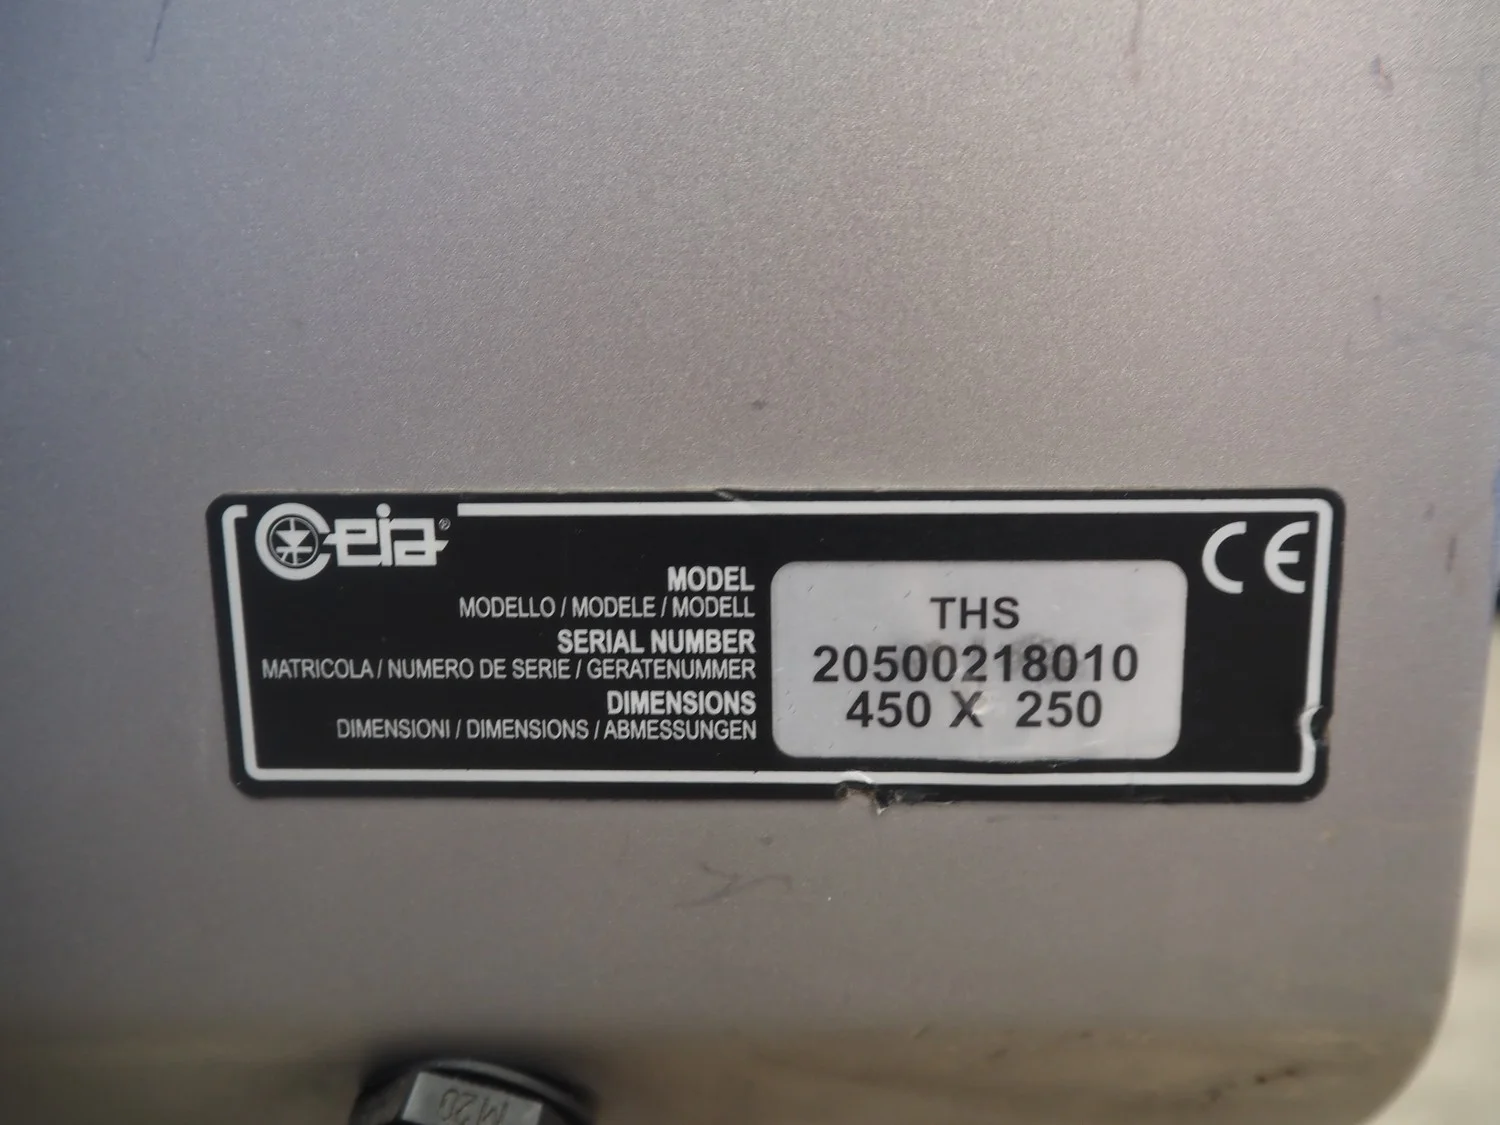 Ceia®
CE
MODEL
MODELLO / MODELE / MODELL
THS
SERIAL NUMBER
MATRICOLA / NUMERO DE SERIE / GERATENUMMER
20500218010
DIMENSIONS
DIMENSIONI / DIMENSIONS / ABMESSUNGEN
450 X 250
M20